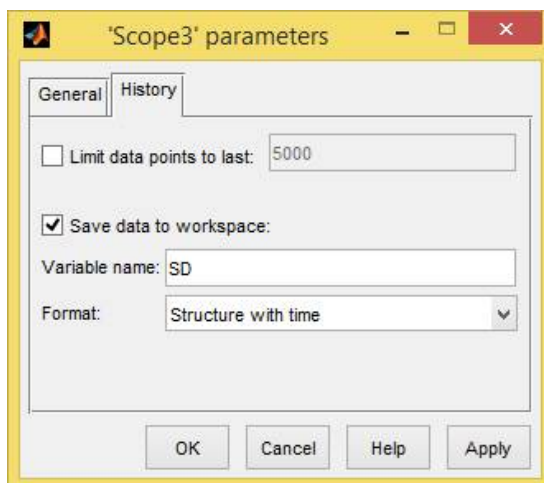 'Scope3' parameters
General History
Limit data points to last: 5000
Save data to workspace:
Variable name: SD
Format: Structure with time
OK Cancel Help Apply